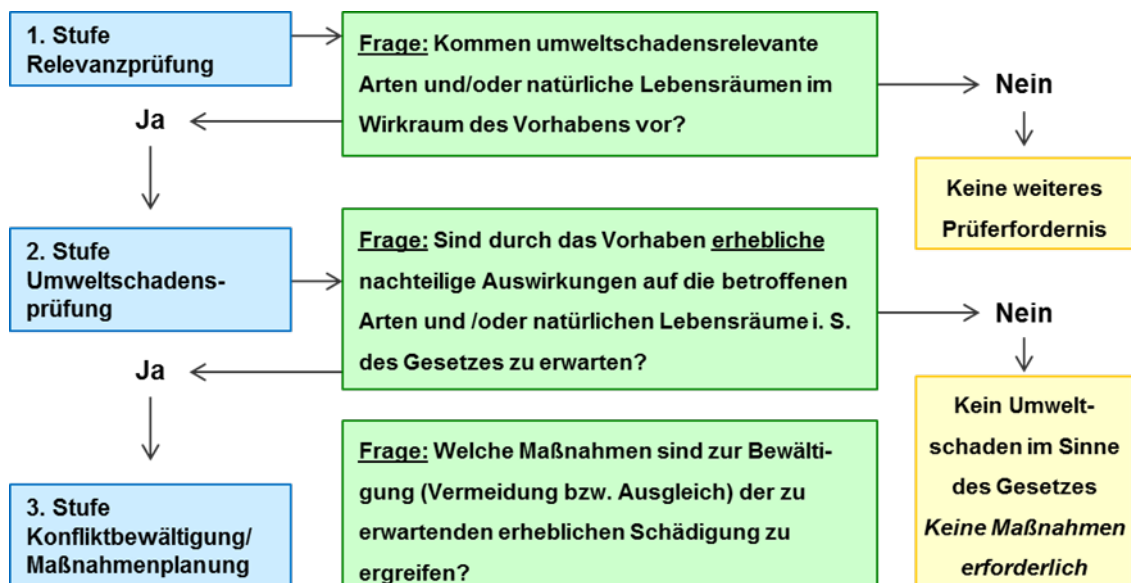 1. Stufe
Relevanzprüfung
Frage: Kommen umweltschadensrelevante
Arten und/oder natürliche Lebensräumen im
Wirkraum des Vorhabens vor?
Nein
Ja
Keine weiteres
Prüferfordernis
2. Stufe
Umweltschadens-
prüfung
Frage: Sind durch das Vorhaben erhebliche
nachteilige Auswirkungen auf die betroffenen
Arten und /oder natürlichen Lebensräume i. S.
des Gesetzes zu erwarten?
Nein
Ja
Kein Umwelt-
schaden im Sinne
des Gesetzes
Keine Maßnahmen
erforderlich
3. Stufe
Konfliktbewältigung/
Maßnahmenplanung
Frage: Welche Maßnahmen sind zur Bewälti-
gung (Vermeidung bzw. Ausgleich) der zu
erwartenden erheblichen Schädigung zu
ergreifen?